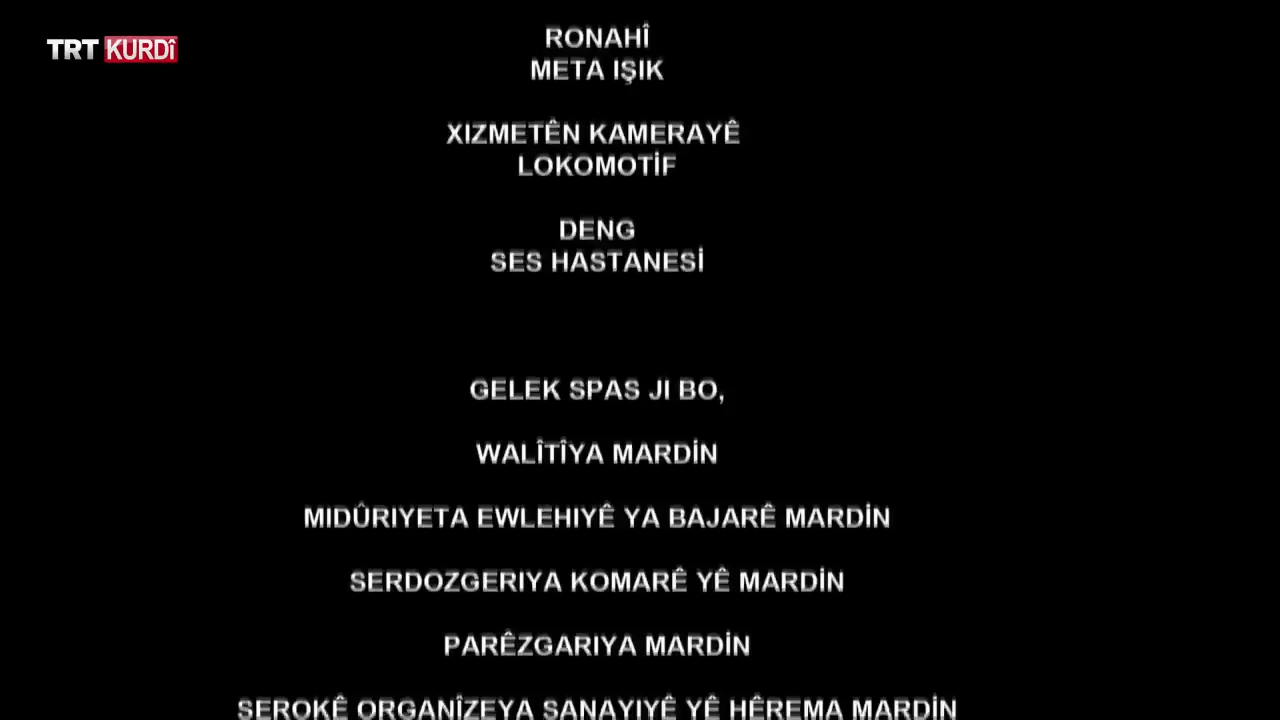 TRT KURDî
RONAHÎ
META IŞIK
XIZMETÊN KAMERAYÊ
LOKOMOTİF
DENG
SES HASTANESİ
GELEK SPAS JI BO,
WALÎTÎYA MARDİN
MIDÛRIYETA EWLEHIYÊ YA BAJARÊ MARDİN
SERDOZGERIYA KOMARÊ YÊ MARDİN
PARÊZGARIYA MARDİN
SEROKÊ ORGANÎZEYA SANAYIYÊ YÊ HÊREMA MARDİN